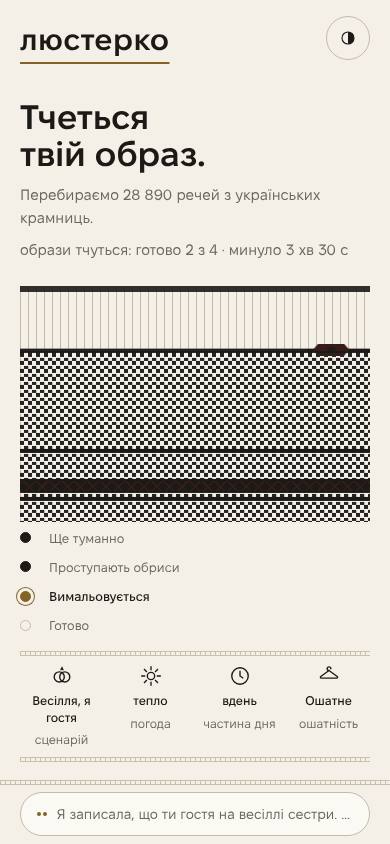 люстерко
Тчеться
твій образ.
Перебираємо 28 890 речей з українських
крамниць.
образи тчуться: готово 2 з 4 · минуло 3 хв 30 с
Ще туманно
Проступають обриси
Вимальовується
Готово
Весілля, я
гостя
сценарій
тепло
погода
вдень
частина дня
Ошатне
ошатність
Я записала, що ти гостя на весіллі сестри. ...